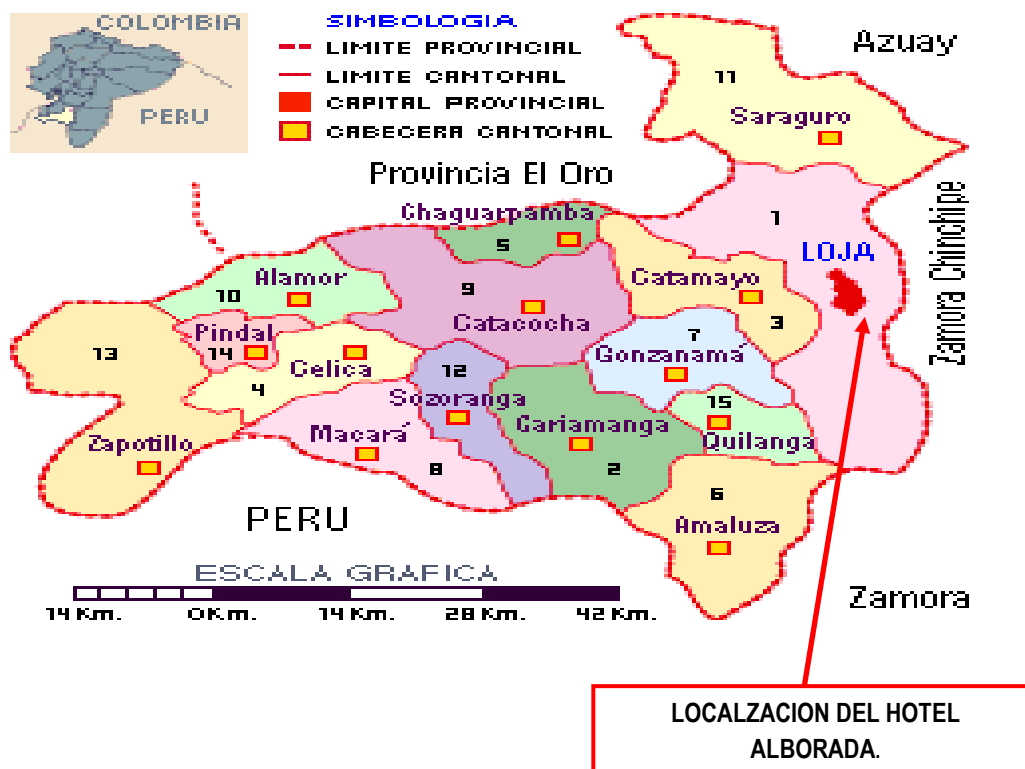 COLOMBIA
PERU
SIMBOLOGIA
LIMITE PROVINCIAL
LIMITE CANTONAL
CAPITAL PROVINCIAL
CABECERA CANTONAL
Azuay
11
Saraguro
Provincia El Oro
Zamora Chinchipe
1
LOJA
Chaguarpamba
5
Catamayo
3
Alamor
10
9
Catacocha
7
Gonzanamá
Pindal
14
13
Celica
4
12
Sozoranga
15
Quilanga
Cariamanga
2
Macará
8
Zapotillo
6
Amaluza
PERU
Zamora
ESCALA GRAFICA
14 Km. 0Km. 14 Km. 28 Km. 42 Km.
LOCALZACION DEL HOTEL
ALBORADA.